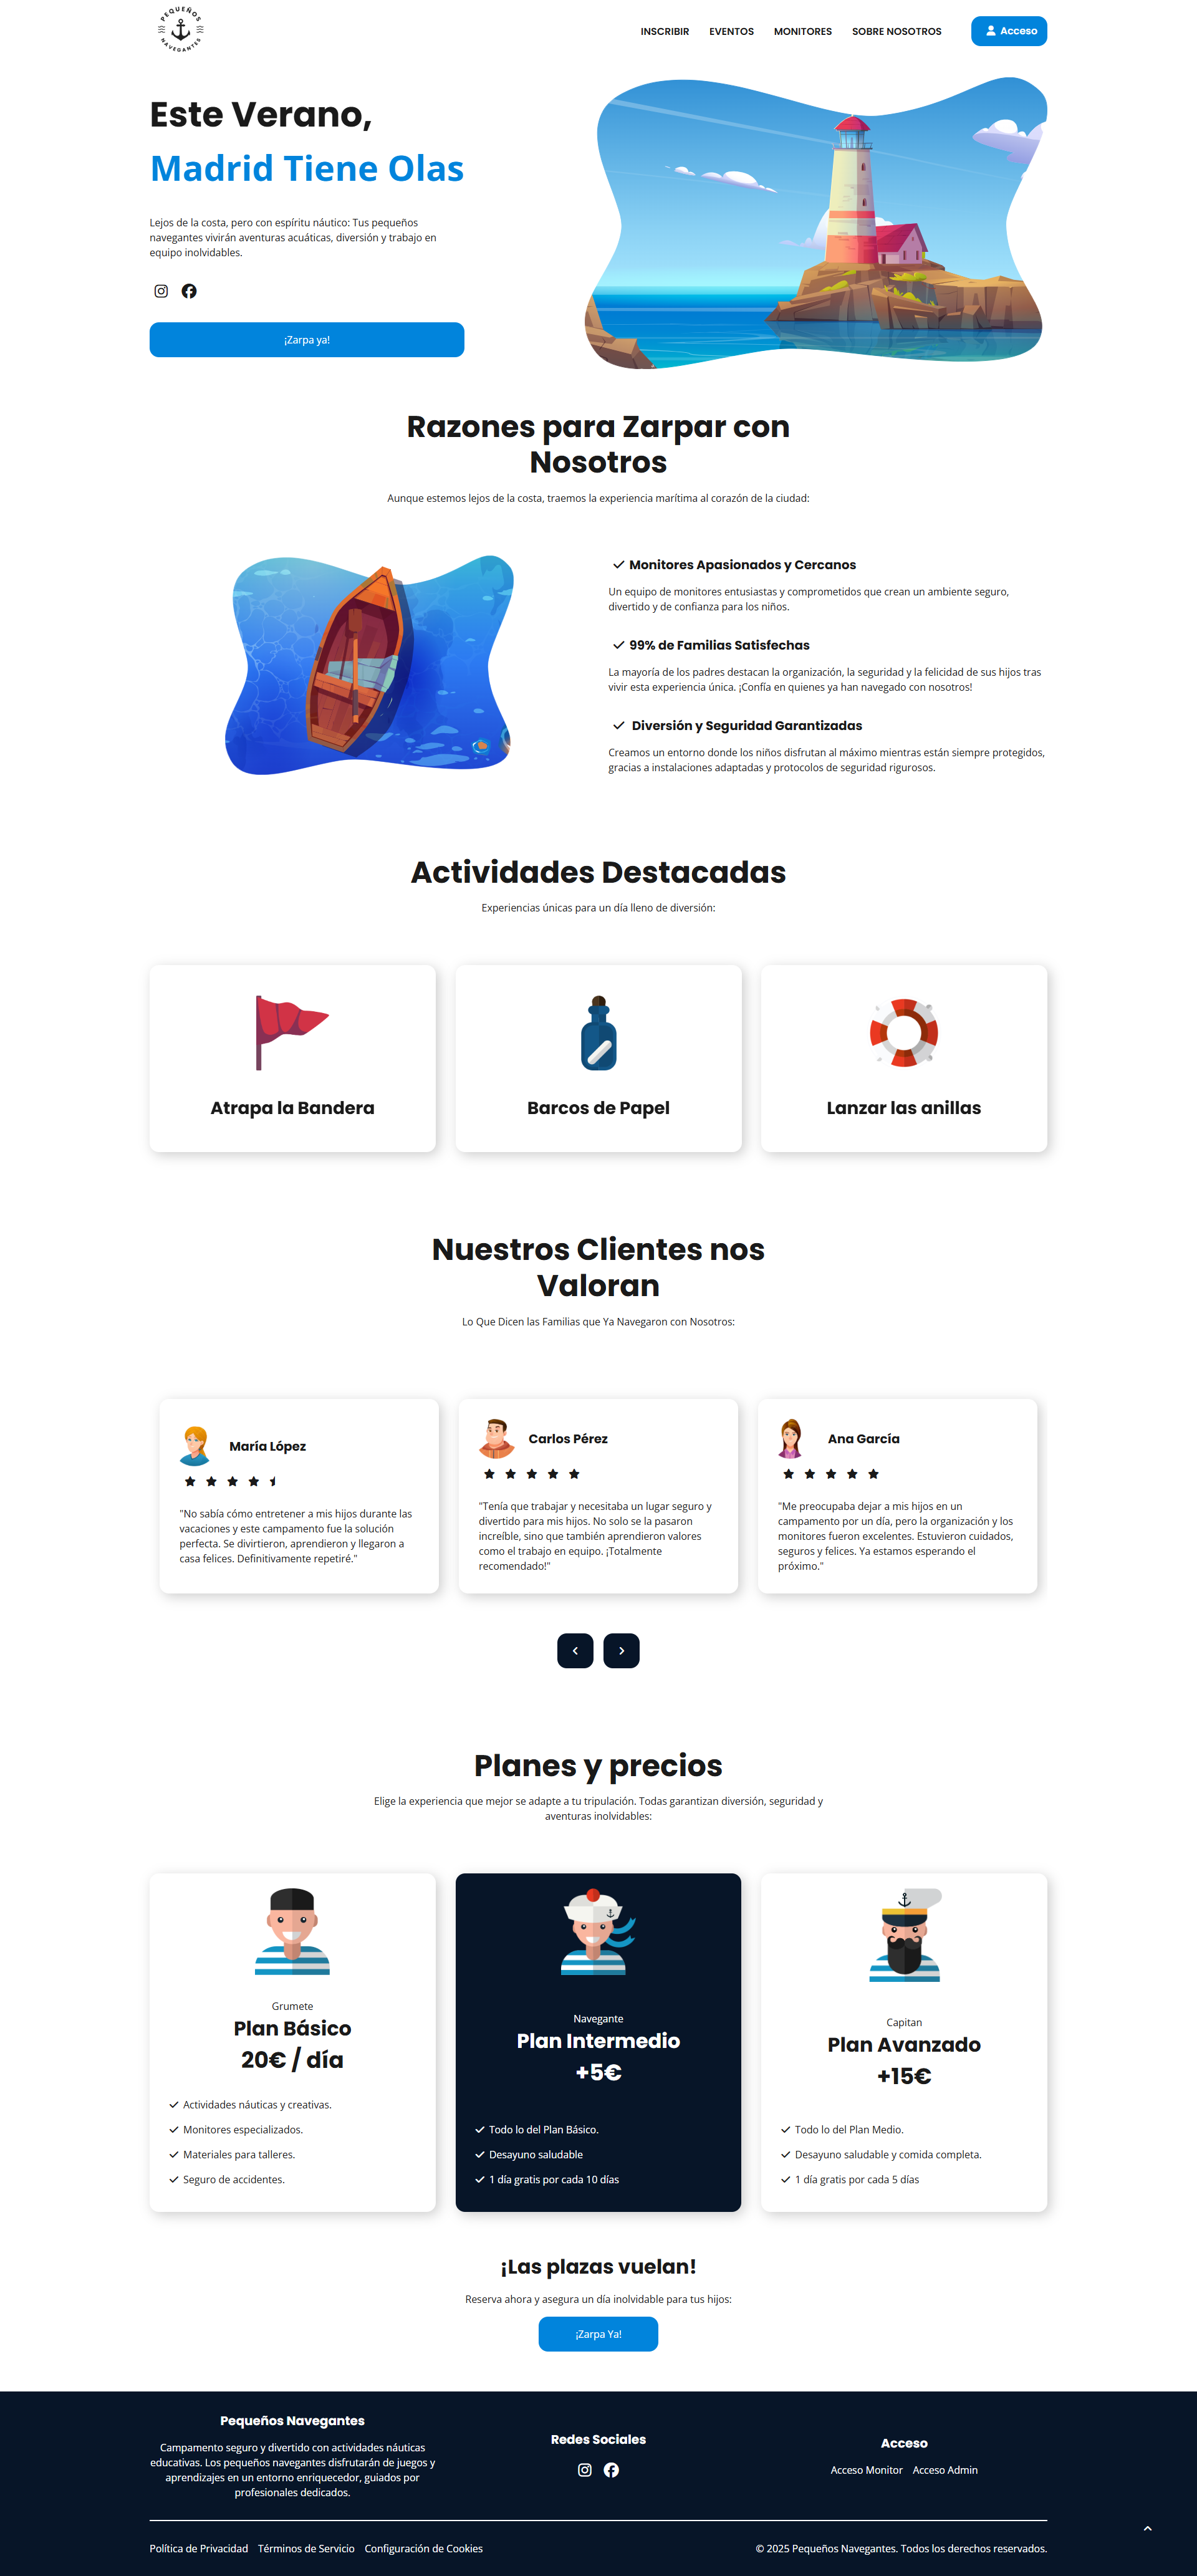 PEQUEÑOS
NAVEGANTES
INSCRIBIR
EVENTOS
MONITORES
SOBRE NOSOTROS
Acceso
Este Verano,
Madrid Tiene Olas
Lejos de la costa, pero con espíritu náutico: Tus pequeños
navegantes vivirán aventuras acuáticas, diversión y trabajo en
equipo inolvidables.
¡Zarpa ya!
Razones para Zarpar con
Nosotros
Aunque estemos lejos de la costa, traemos la experiencia marítima al corazón de la ciudad:
Monitores Apasionados y Cercanos
Un equipo de monitores entusiastas y comprometidos que crean un ambiente seguro,
divertido y de confianza para los niños.
99% de Familias Satisfechas
La mayoría de los padres destacan la organización, la seguridad y la felicidad de sus hijos tras
vivir esta experiencia única. ¡Confía en quienes ya han navegado con nosotros!
Diversión y Seguridad Garantizadas
Creamos un entorno donde los niños disfrutan al máximo mientras están siempre protegidos,
gracias a instalaciones adaptadas y protocolos de seguridad rigurosos.
Actividades Destacadas
Experiencias únicas para un día lleno de diversión:
Atrapa la Bandera
Barcos de Papel
Lanzar las anillas
Nuestros Clientes nos
Valoran
Lo Que Dicen las Familias que Ya Navegaron con Nosotros:
María López
"No sabía cómo entretener a mis hijos durante las
vacaciones y este campamento fue la solución
perfecta. Se divirtieron, aprendieron y llegaron a
casa felices. Definitivamente repetiré."
Carlos Pérez
"Tenía que trabajar y necesitaba un lugar seguro y
divertido para mis hijos. No solo se la pasaron
increíble, sino que también aprendieron valores
como el trabajo en equipo. ¡Totalmente
recomendado!"
Ana García
"Me preocupaba dejar a mis hijos en un
campamento por un día, pero la organización y los
monitores fueron excelentes. Estuvieron cuidados,
seguros y felices. Ya estamos esperando el
próximo."
Planes y precios
Elige la experiencia que mejor se adapte a tu tripulación. Todas garantizan diversión, seguridad y
aventuras inolvidables:
Grumete
Plan Básico
20€ / día
Actividades náuticas y creativas.
Monitores especializados.
Materiales para talleres.
Seguro de accidentes.
Navegante
Plan Intermedio
+5€
Todo lo del Plan Básico.
Desayuno saludable
1 día gratis por cada 10 días
Capitan
Plan Avanzado
+15€
Todo lo del Plan Medio.
Desayuno saludable y comida completa.
1 día gratis por cada 5 días
¡Las plazas vuelan!
Reserva ahora y asegura un día inolvidable para tus hijos:
¡Zarpa Ya!
Pequeños Navegantes
Campamento seguro y divertido con actividades náuticas
educativas. Los pequeños navegantes disfrutarán de juegos y
aprendizajes en un entorno enriquecedor, guiados por
profesionales dedicados.
Redes Sociales
Acceso
Acceso Monitor
Acceso Admin
Política de Privacidad
Términos de Servicio
Configuración de Cookies
© 2025 Pequeños Navegantes. Todos los derechos reservados.